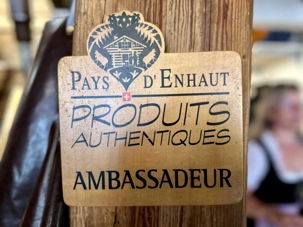 PAYS D'ENHAUT
PRODUITS
AUTHENTIQUES
AMBASSADEUR